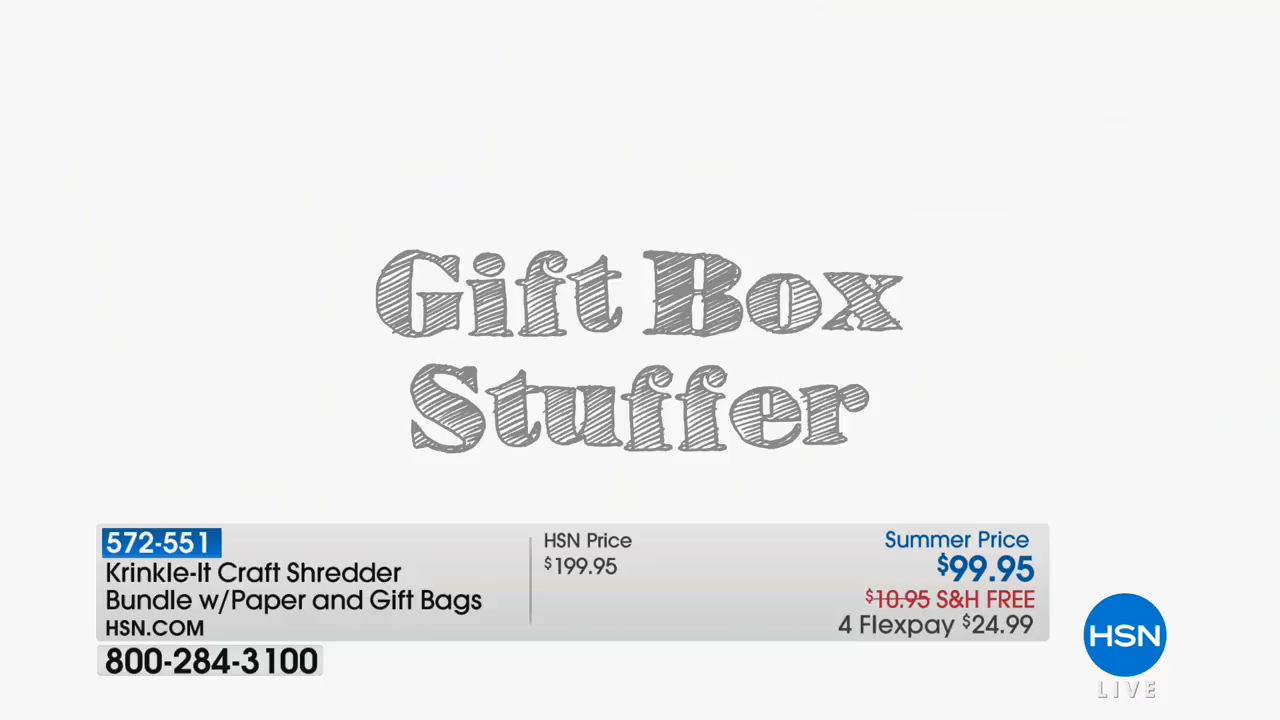 Gift Box
Stuffer
572-551
Krinkle-It Craft Shredder
Bundle w/Paper and Gift Bags
HSN.COM
800-284-3100
HSN Price
$199.95
Summer Price
$99.95
$10.95 S&H FREE
4 Flexpay $24.99
HSN
LIVE